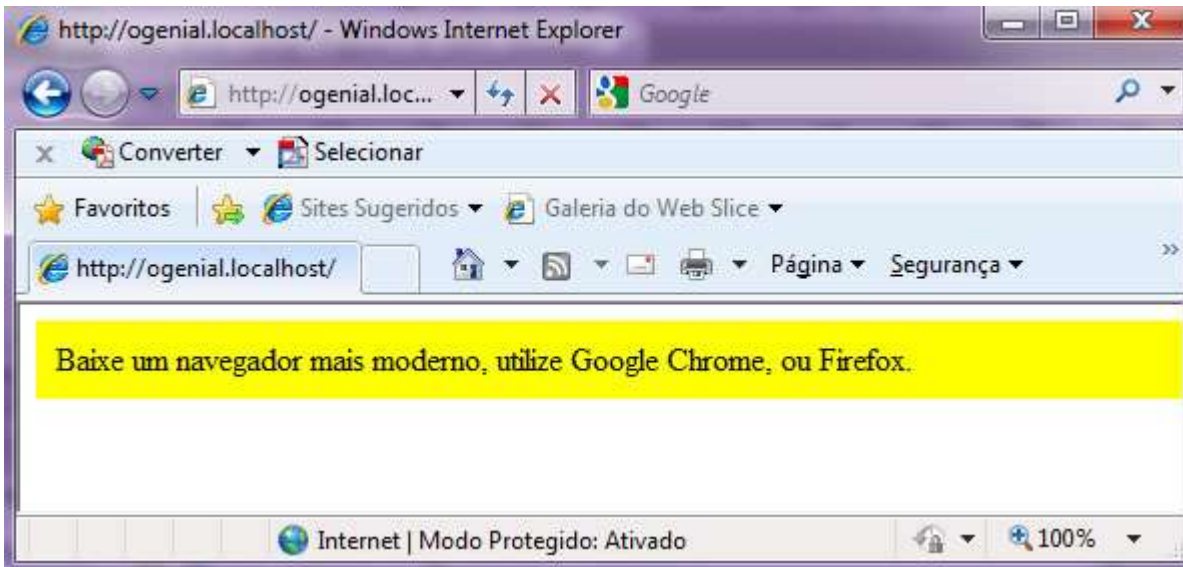 http://ogenial.localhost/ - Windows Internet Explorer
http://ogenial.loc... Google
x Converter Selecionar
Favoritos Sites Sugeridos Galeria do Web Slice
http://ogenial.localhost/ Página Segurança »
Baixe um navegador mais moderno, utilize Google Chrome, ou Firefox.
Internet | Modo Protegido: Ativado 100%